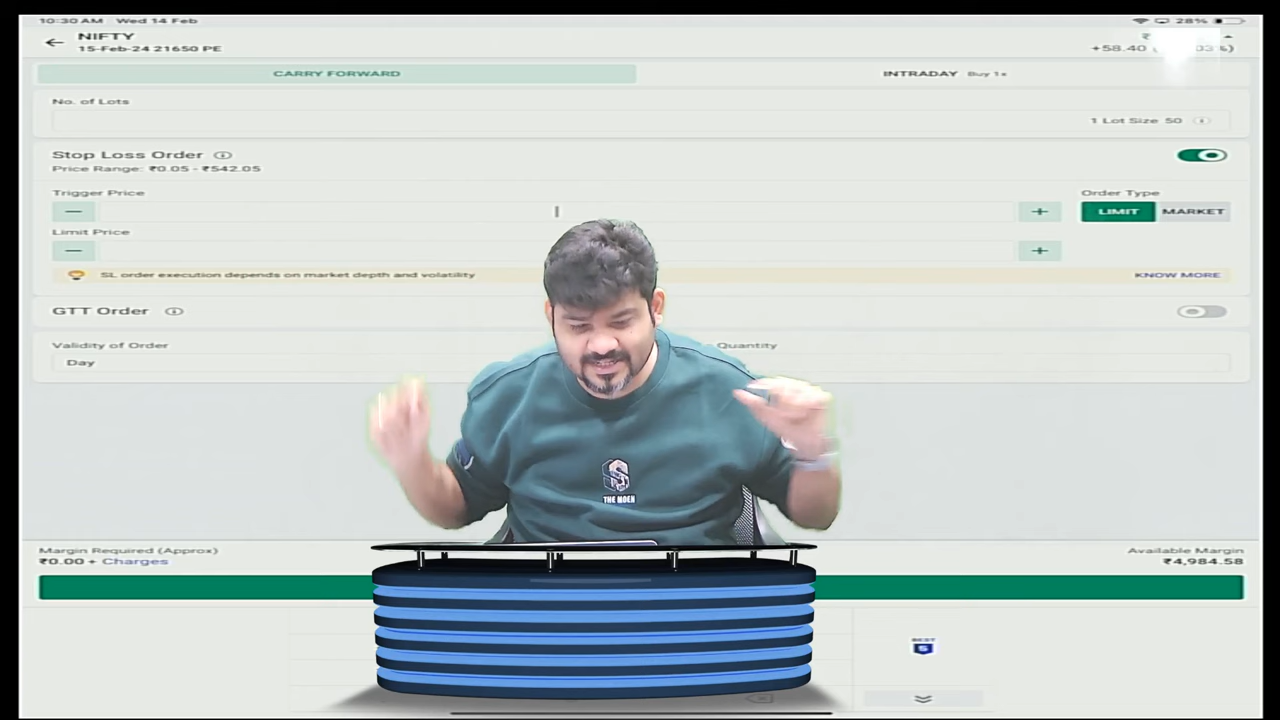 10:30 AM Wed 14 Feb
28%
NIFTY
15-Feb-24 21650 PE
+58.40
CARRY FORWARD
INTRADAY Buy 1x
No. of Lots
1 Lot Size 50
Stop Loss Order
Price Range: ₹0.05 - ₹542.05
Trigger Price
Order Type
LIMIT MARKET
Limit Price
SL order execution depends on market depth and volatility
KNOW MORE
GTT Order
Validity of Order
Quantity
Day
THE MOEN
Margin Required (Approx)
Available Margin
₹0.00 + Charges
₹4,984.58
BEST
5